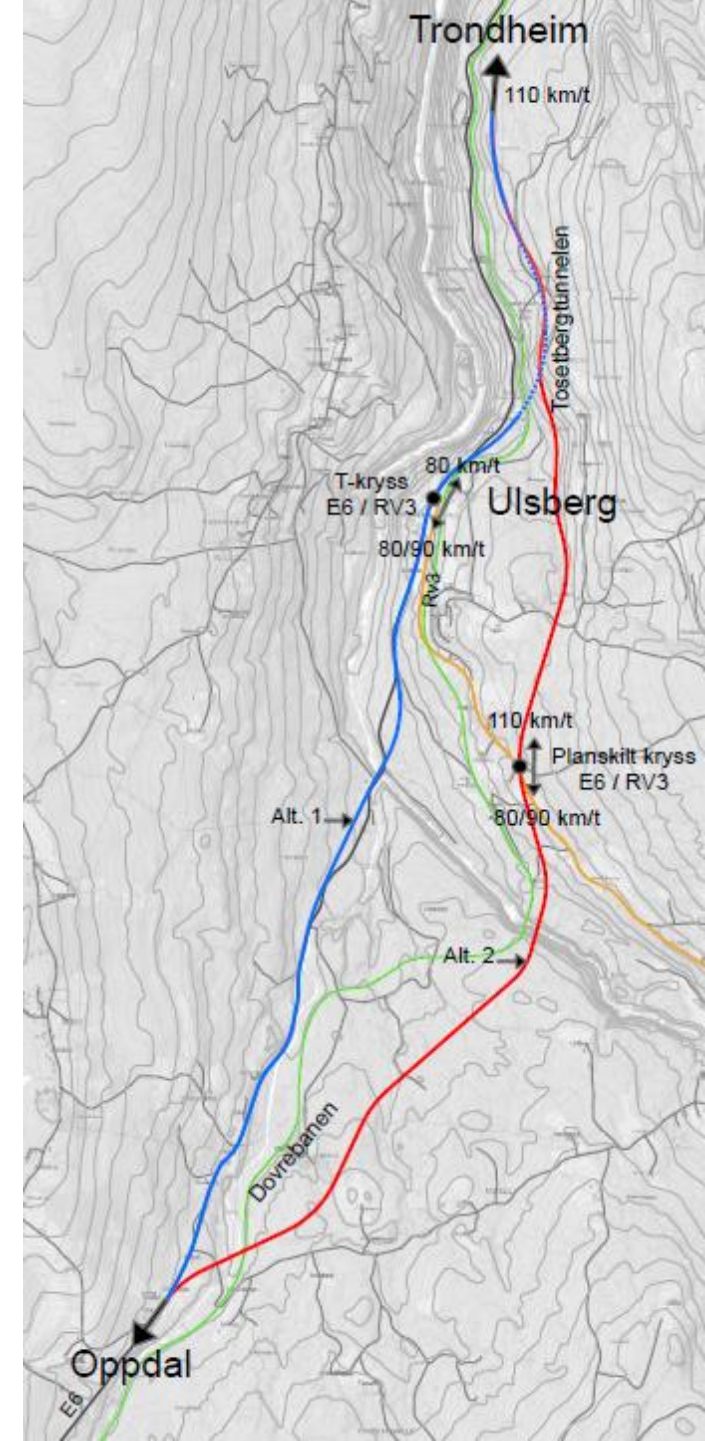 Trondheim
110 km/t
Tosetbergtunnelen
80 km/t
T-kryss
E6 / RV3
Ulsberg
80/90 km/t
Rv3
110 km/t
Planskilt kryss
E6 / RV3
80/90 km/t
Alt. 1
Alt. 2
Dovrebanen
Oppdal
E6